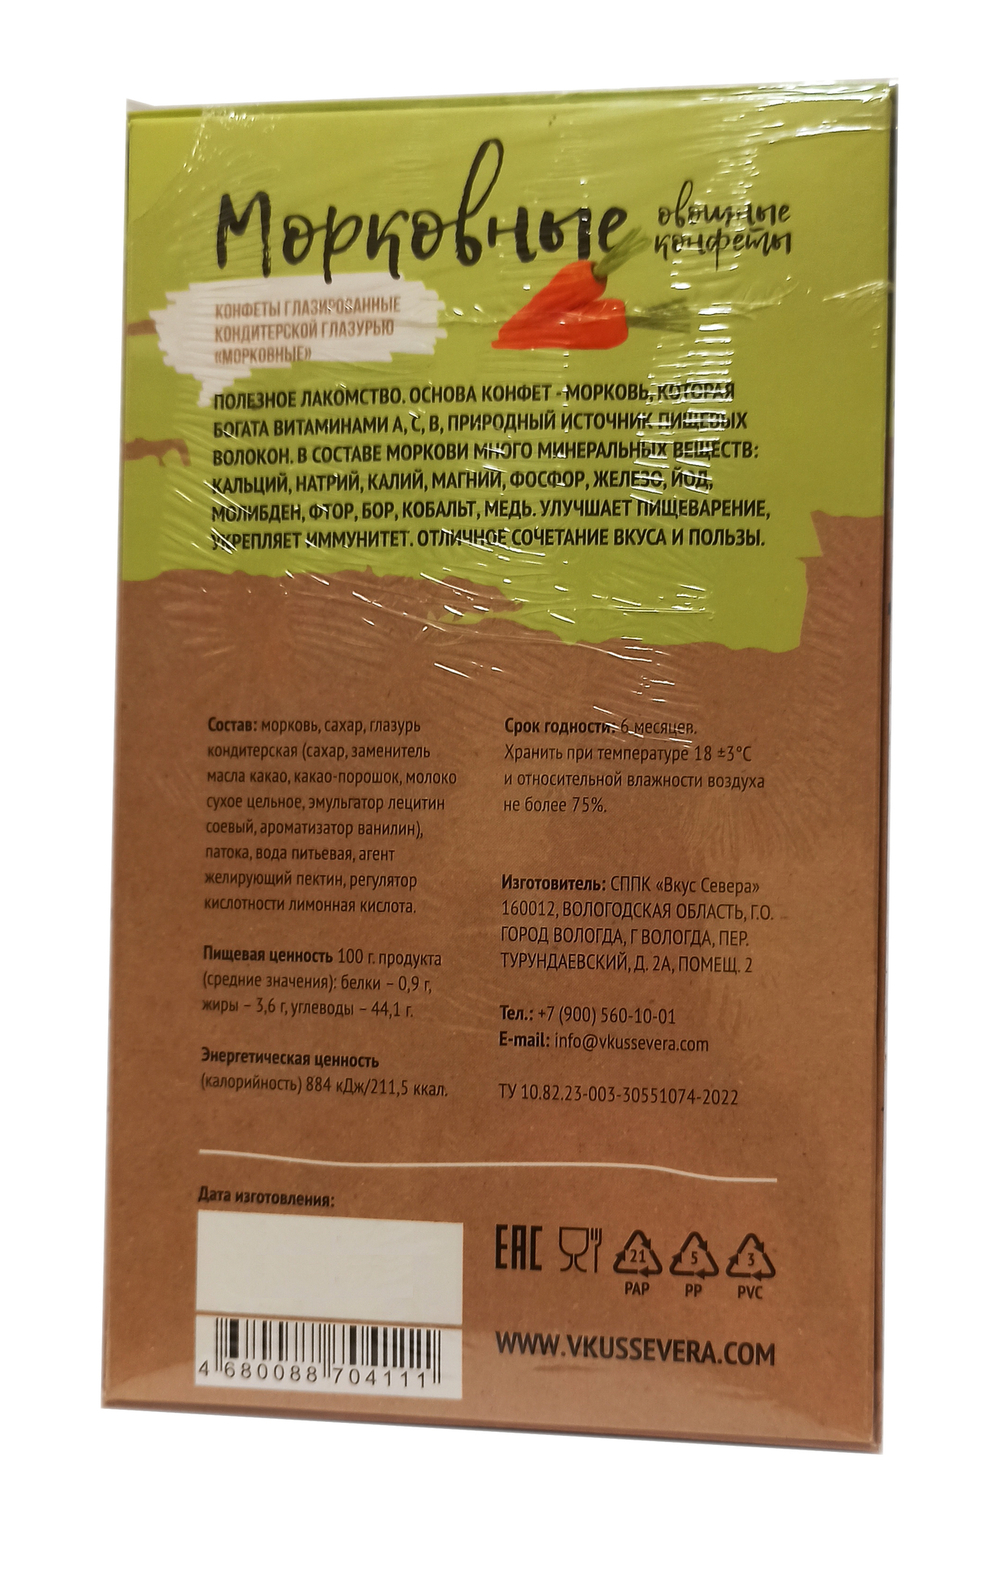 Морковные
овощные
конфеты
КОНФЕТЫ ГЛАЗИРОВАННЫЕ
КОНДИТЕРСКОЙ ГЛАЗУРЬЮ
«МОРКОВНЫЕ»
ПОЛЕЗНОЕ ЛАКОМСТВО. ОСНОВА КОНФЕТ - МОРКОВЬ, КОТОРАЯ
БОГАТА ВИТАМИНАМИ А, С, В, ПРИРОДНЫЙ ИСТОЧНИК ПИЩЕВЫХ
ВОЛОКОН. В СОСТАВЕ МОРКОВИ МНОГО МИНЕРАЛЬНЫХ ВЕЩЕСТВ:
КАЛЬЦИЙ, НАТРИЙ, КАЛИЙ, МАГНИЙ, ФОСФОР, ЖЕЛЕЗО, ЙОД,
МОЛИБДЕН, ФТОР, БОР, КОБАЛЬТ, МЕДЬ. УЛУЧШАЕТ ПИЩЕВАРЕНИЕ,
УКРЕПЛЯЕТ ИММУНИТЕТ. ОТЛИЧНОЕ СОЧЕТАНИЕ ВКУСА И ПОЛЬЗЫ.
Состав: морковь, сахар, глазурь
кондитерская (сахар, заменитель
масла какао, какао-порошок, молоко
сухое цельное, эмульгатор лецитин
соевый, ароматизатор ванилин),
патока, вода питьевая, агент
желирующий пектин, регулятор
кислотности лимонная кислота.
Пищевая ценность 100 г. продукта
(средние значения): белки – 0,9 г,
жиры – 3,6 г, углеводы – 44,1 г.
Энергетическая ценность
(калорийность) 884 кДж/211,5 ккал.
Срок годности: 6 месяцев.
Хранить при температуре 18 ±3°С
и относительной влажности воздуха
не более 75%.
Изготовитель: СППК «Вкус Севера»
160012, ВОЛОГОДСКАЯ ОБЛАСТЬ, Г.О.
ГОРОД ВОЛОГДА, Г ВОЛОГДА, ПЕР.
ТУРУНДАЕВСКИЙ, Д. 2А, ПОМЕЩ. 2
Тел.: +7 (900) 560-10-01
E-mail: info@vkussevera.com
ТУ 10.82.23-003-30551074-2022
Дата изготовления:
4 680088 704111
EAC
21 5 3
PAP PP PVC
WWW.VKUSSEVERA.COM